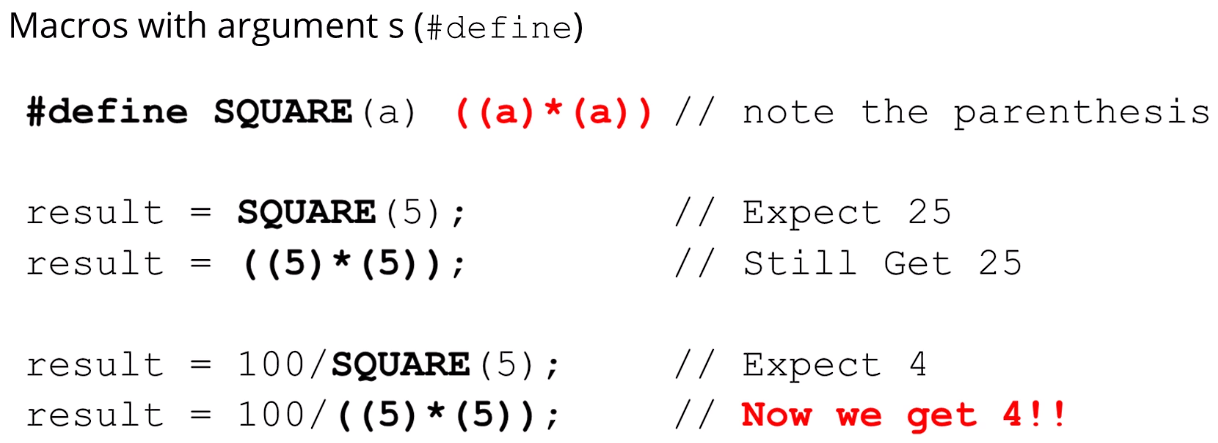 Macros with argument s (#define)
#define SQUARE(a) ((a)*(a)) // note the parenthesis
result = SQUARE(5); // Expect 25
result = ((5)*(5)); // Still Get 25
result = 100/SQUARE(5); // Expect 4
result = 100/((5)*(5)); // Now we get 4!!